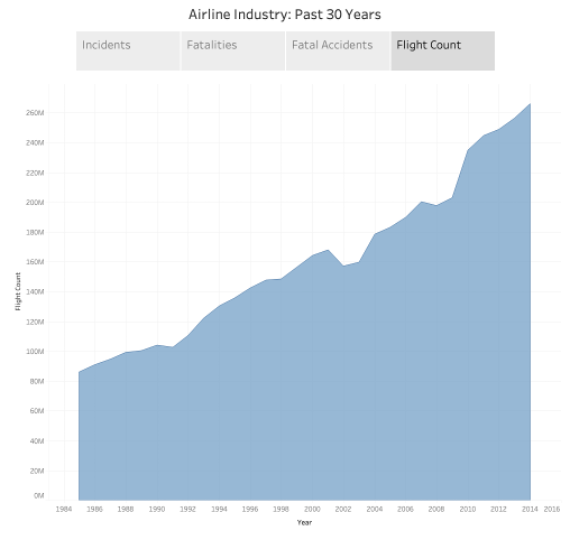 Airline Industry: Past 30 Years
Incidents Fatalities Fatal Accidents Flight Count
260M
240M
220M
200M
180M
160M
140M
120M
100M
80M
60M
40M
20M
0M
Flight Count
1984 1986 1988 1990 1992 1994 1996 1998 2000 2002 2004 2006 2008 2010 2012 2014 2016
Year